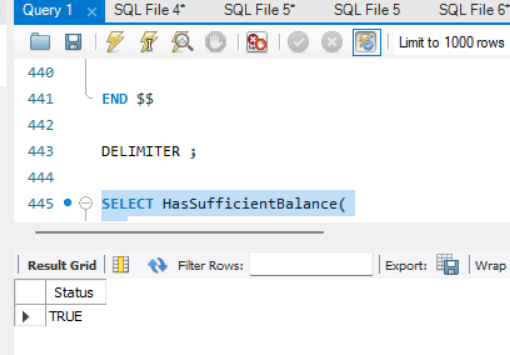 Query 1 × SQL File 4* SQL File 5* SQL File 5 SQL File 6*
Limit to 1000 rows
440
441 END $$
442
443 DELIMITER ;
444
445 SELECT HasSufficientBalance(
Result Grid Filter Rows: Export: Wrap
Status
TRUE